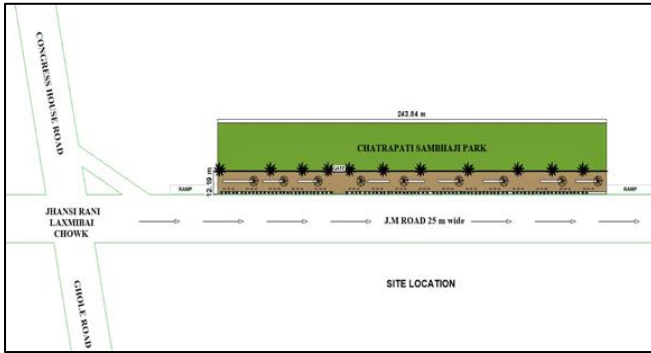 CONGRESS HOUSE ROAD
243.84 m
CHATRAPATI SAMBHAJI PARK
GATE
12.19 m
RAMP
RAMP
JHANSI RANI
LAXMIBAI
CHOWK
J.M ROAD 25 m wide
SITE LOCATION
GHOLE ROAD